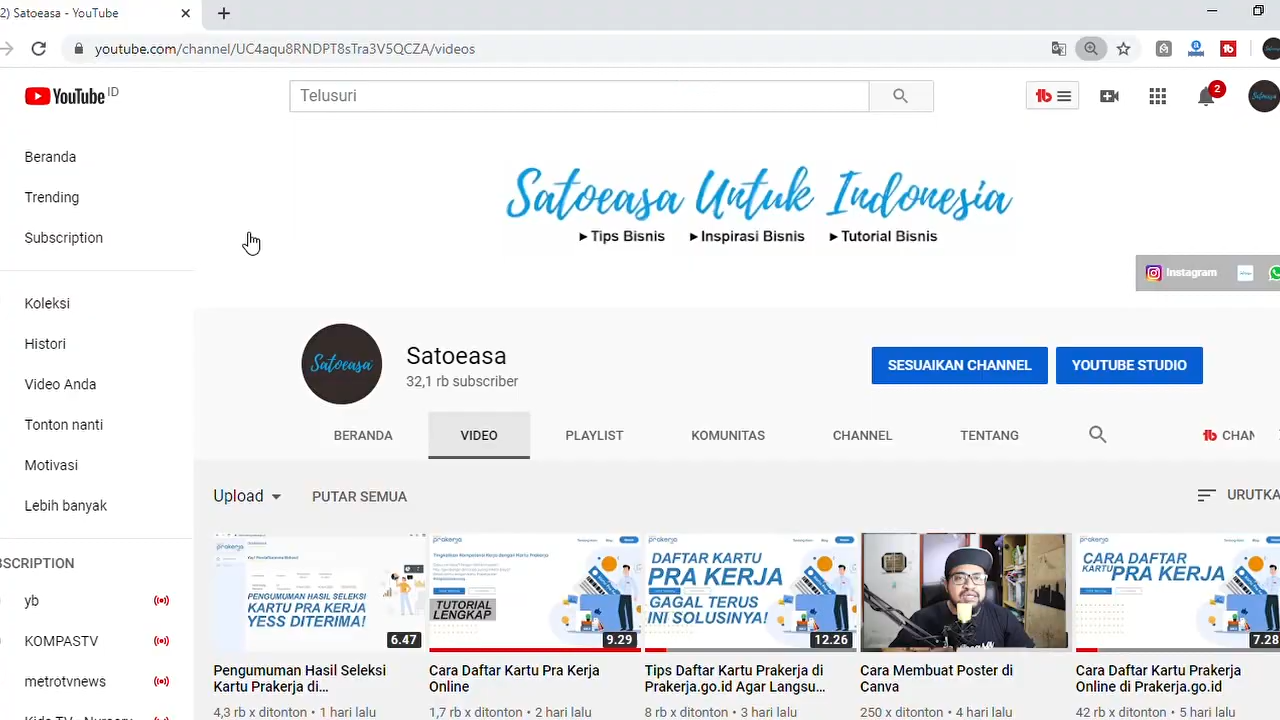 2) Satoeasa - YouTube
youtube.com/channel/UC4aqu8RNDPT8sTra3V5QCZA/videos
YouTube ID
Telusuri
2
Beranda
Trending
Subscription
Koleksi
Histori
Video Anda
Tonton nanti
Motivasi
Lebih banyak
SCRIPTION
yb
KOMPASTV
metrotvnews
Satoeasa Untuk Indonesia
►Tips Bisnis ►Inspirasi Bisnis ►Tutorial Bisnis
Instagram
Satoeasa
Satoeasa
32,1 rb subscriber
SESUAIKAN CHANNEL
YOUTUBE STUDIO
BERANDA VIDEO PLAYLIST KOMUNITAS CHANNEL TENTANG CHAN
Upload PUTAR SEMUA URUTKA
PENGUMUMAN HASIL SELEKSI
KARTU PRA KERJA
YESS DITERIMA!
6.47
TUTORIAL
LENGKAP
9.29
DAFTAR KARTU
PRA KERJA
GAGAL TERUS
INI SOLUSINYA!
12.26
CARA DAFTAR
KARTU PRA KERJA
7.28
Pengumuman Hasil Seleksi
Kartu Prakerja di...
4,3 rb x ditonton • 1 hari lalu
Cara Daftar Kartu Pra Kerja
Online
1,7 rb x ditonton • 2 hari lalu
Tips Daftar Kartu Prakerja di
Prakerja.go.id Agar Langsu...
8 rb x ditonton • 3 hari lalu
Cara Membuat Poster di
Canva
250 x ditonton • 4 hari lalu
Cara Daftar Kartu Prakerja
Online di Prakerja.go.id
42 rb x ditonton • 5 hari lalu